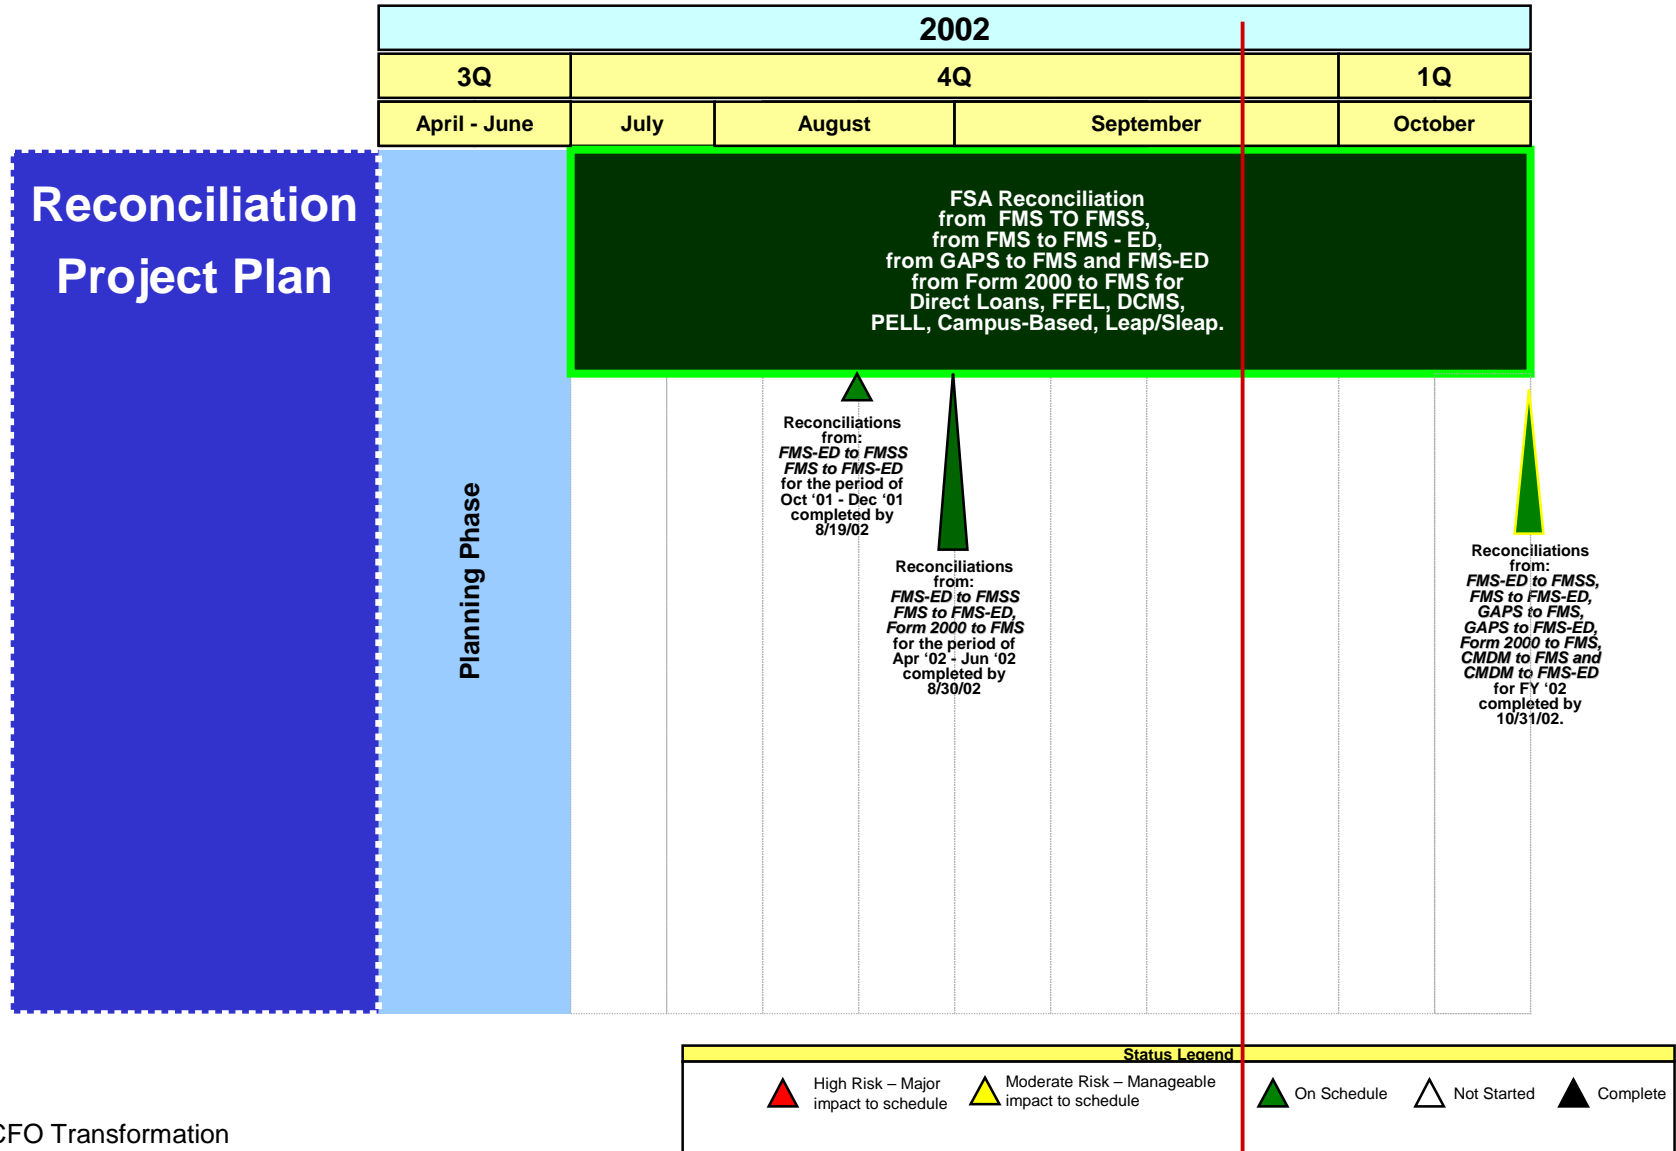 2002
3Q
4Q
1Q
April - June
July
August
September
October
Reconciliation
Project Plan
FSA Reconciliation
from  FMS TO FMSS,
from FMS to FMS - ED,
from GAPS to FMS and FMS-ED
from Form 2000 to FMS for
Direct Loans, FFEL, DCMS,
PELL, Campus-Based, Leap/Sleap.
Planning Phase
Reconciliations
from:
FMS-ED to FMSS
FMS to FMS-ED
for the period of
Oct ‘01 - Dec ‘01
completed by
8/19/02
Reconciliations
from:
FMS-ED to FMSS
FMS to FMS-ED,
Form 2000 to FMS
for the period of
Apr ‘02 - Jun ‘02
completed by
8/30/02
Reconciliations
from:
FMS-ED to FMSS,
FMS to FMS-ED,
GAPS to FMS,
GAPS to FMS-ED,
Form 2000 to FMS,
CMDM to FMS and
CMDM to FMS-ED
for FY ‘02
completed by
10/31/02.
Status Legend
High Risk – Major
impact to schedule
Moderate Risk – Manageable
impact to schedule
On Schedule
Not Started
Complete
CFO Transformation